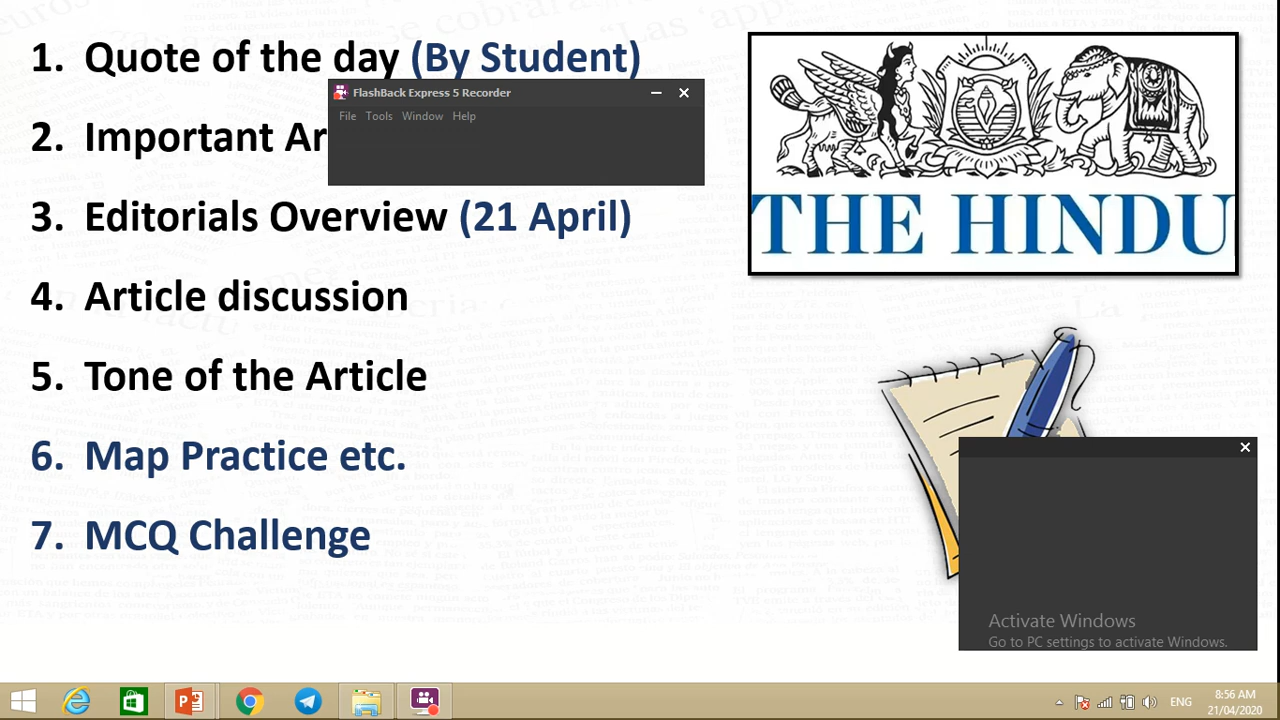 1. Quote of the day (By Student)
FlashBack Express 5 Recorder
File Tools Window Help
2. Important Ar
3. Editorials Overview (21 April)
4. Article discussion
5. Tone of the Article
6. Map Practice etc.
7. MCQ Challenge
THE HINDU
Activate Windows
Go to PC settings to activate Windows.
ENG
8:56 AM
21/04/2020